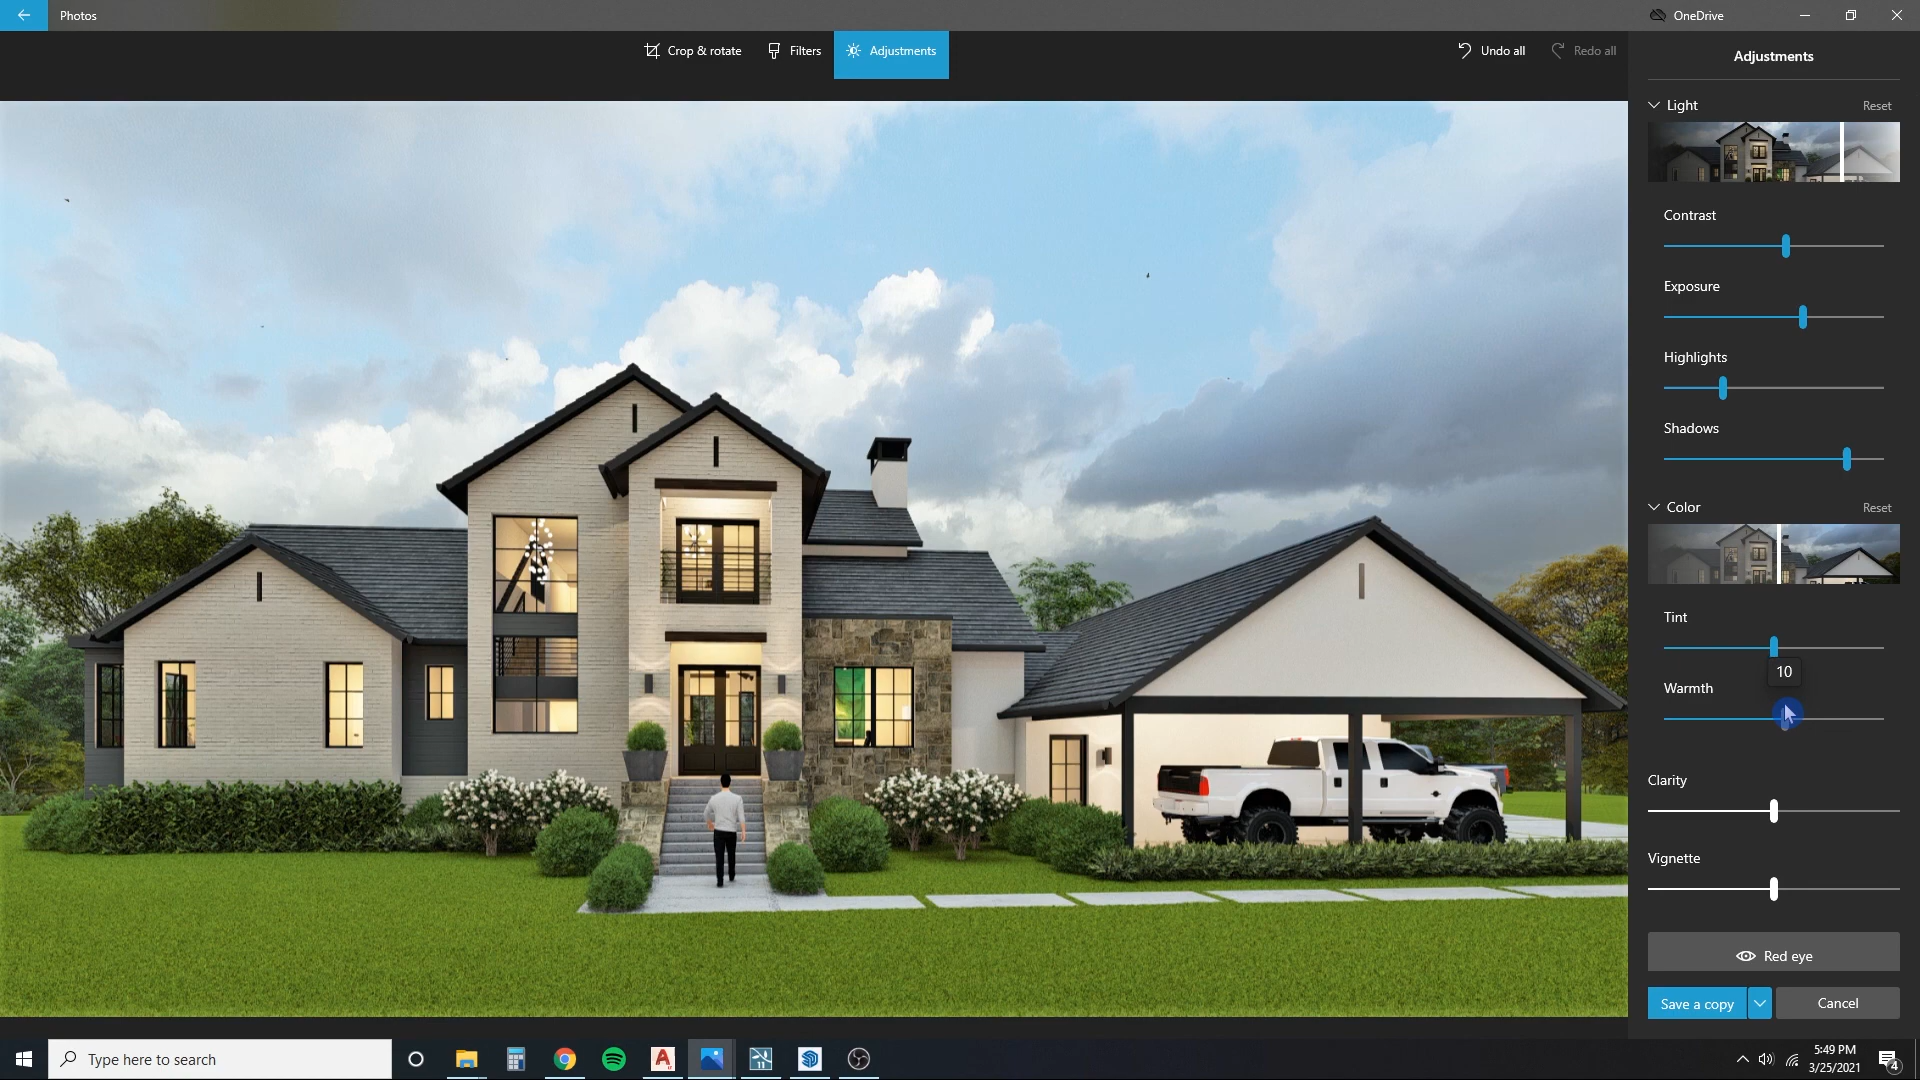 Photos
OneDrive
Crop & rotate
Filters
Adjustments
Undo all
Redo all
Adjustments
Light
Reset
Contrast
Exposure
Highlights
Shadows
Color
Reset
Tint
10
Warmth
Clarity
Vignette
Red eye
Save a copy
Cancel
Type here to search
5:49 PM
3/25/2021
4